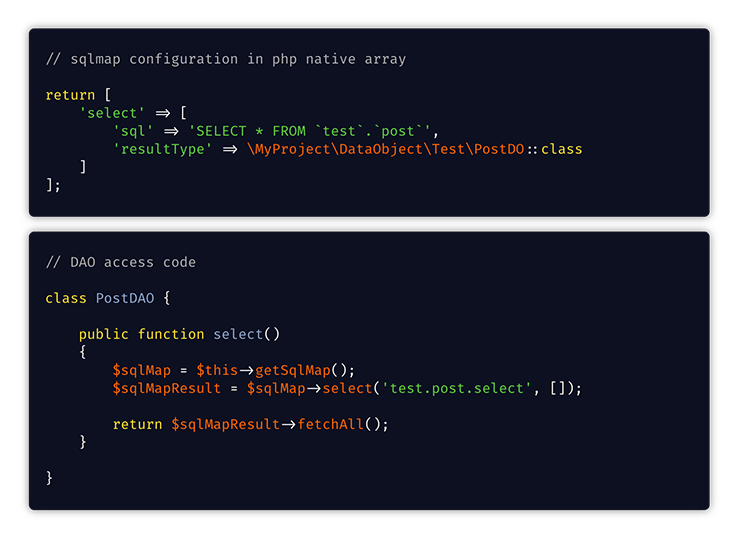 // sqlmap configuration in php native array
return [
    'select' => [
        'sql' => 'SELECT * FROM `test`.`post`',
        'resultType' => \MyProject\DataObject\Test\PostDO::class
    ]
];
// DAO access code
class PostDAO {
    public function select()
    {
        $sqlMap = $this->getSqlMap();
        $sqlMapResult = $sqlMap->select('test.post.select', []);
        return $sqlMapResult->fetchAll();
    }
}